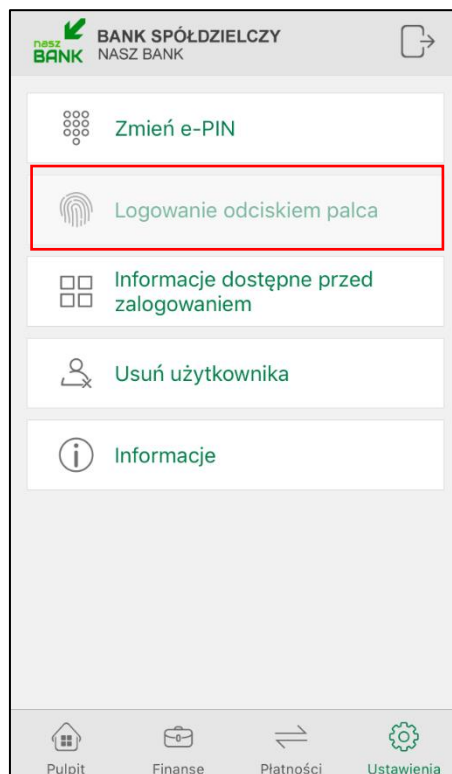 nasz
BANK
BANK SPÓŁDZIELCZY
NASZ BANK
Zmień e-PIN
Logowanie odciskiem palca
Informacje dostępne przed
zalogowaniem
Usuń użytkownika
Informacje
Pulpit
Finanse
Płatności
Ustawienia